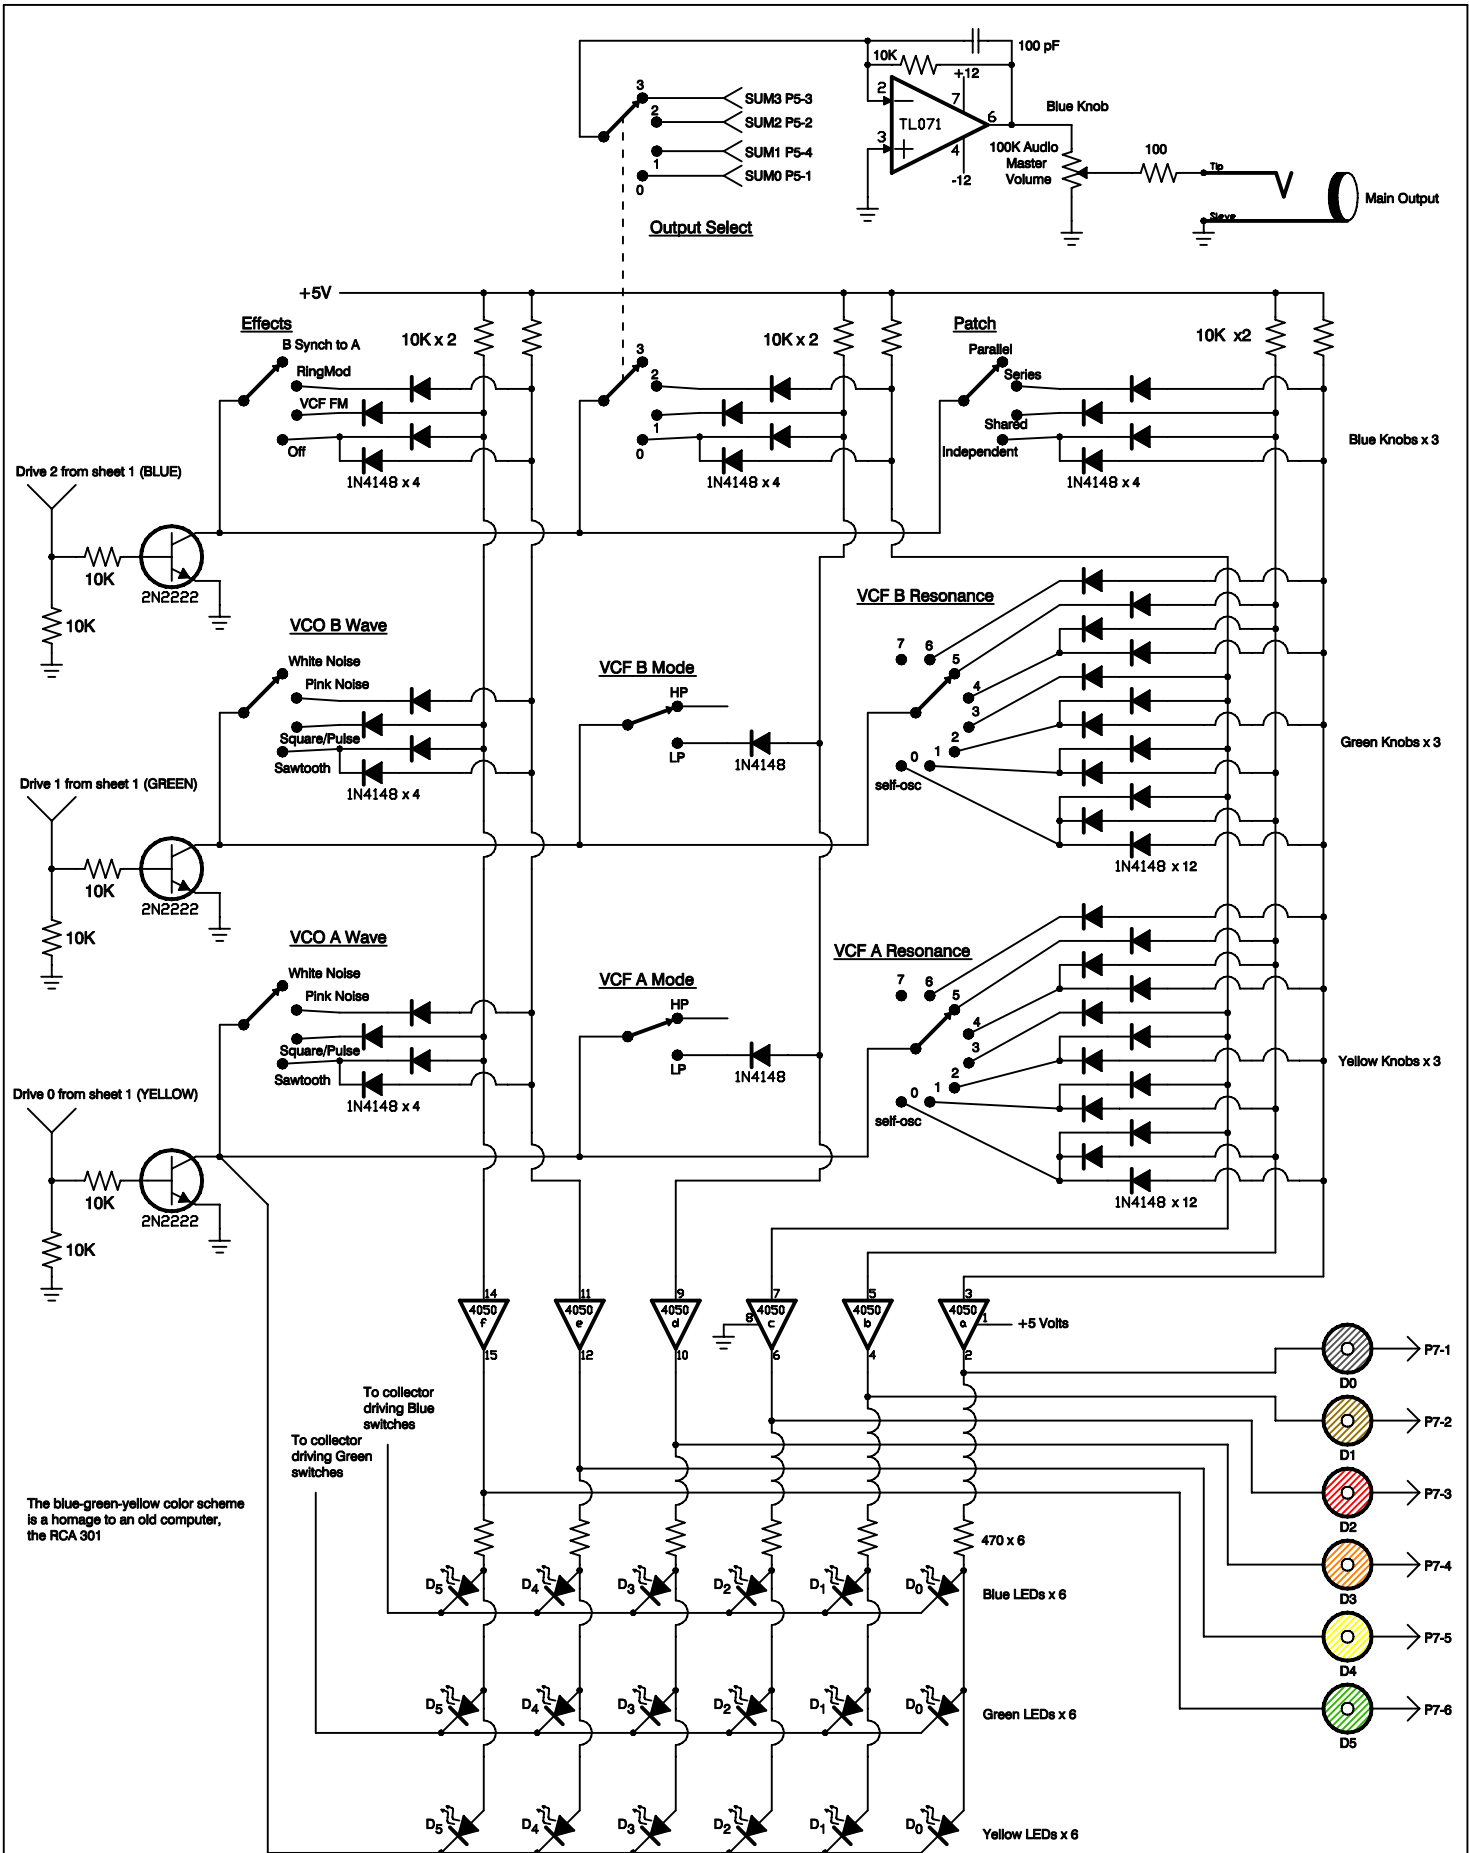 100 pF
10K
+12
2
7
3
SUM3 P5-3
Blue Knob
2
SUM2 P5-2
6
TL071
3
4
100K Audio
Master
Volume
100
1
SUM1 P5-4
-12
Tip
0
SUM0 P5-1
Main Output
Sleve
Output Select
+5V
Effects
10K x 2
10K x 2
Patch
10K x2
B Synch to A
RingMod
VCF FM
Off
1N4148 x 4
3
2
1
0
1N4148 x 4
Parallel
Series
Shared
Independent
1N4148 x 4
Blue Knobs x 3
Drive 2 from sheet 1 (BLUE)
10K
2N2222
10K
VCO B Wave
White Noise
Pink Noise
Square/Pulse
Sawtooth
1N4148 x 4
VCF B Mode
HP
LP
1N4148
VCF B Resonance
7
6
5
4
3
2
1
0
self-osc
1N4148 x 12
Green Knobs x 3
Drive 1 from sheet 1 (GREEN)
10K
2N2222
10K
VCO A Wave
White Noise
Pink Noise
Square/Pulse
Sawtooth
1N4148 x 4
VCF A Mode
HP
LP
1N4148
VCF A Resonance
7
6
5
4
3
2
1
0
self-osc
1N4148 x 12
Yellow Knobs x 3
Drive 0 from sheet 1 (YELLOW)
10K
2N2222
10K
14
11
9
7
5
3
4050
f
4050
e
4050
d
8
4050
c
4050
b
4050
a
1
+5 Volts
15
12
10
6
4
2
P7-1
D0
P7-2
D1
P7-3
D2
P7-4
D3
P7-5
D4
P7-6
D5
To collector
driving Blue
switches
To collector
driving Green
switches
The blue-green-yellow color scheme
is a homage to an old computer,
the RCA 301
470 x 6
D5
D4
D3
D2
D1
D0
Blue LEDs x 6
D5
D4
D3
D2
D1
D0
Green LEDs x 6
D5
D4
D3
D2
D1
D0
Yellow LEDs x 6